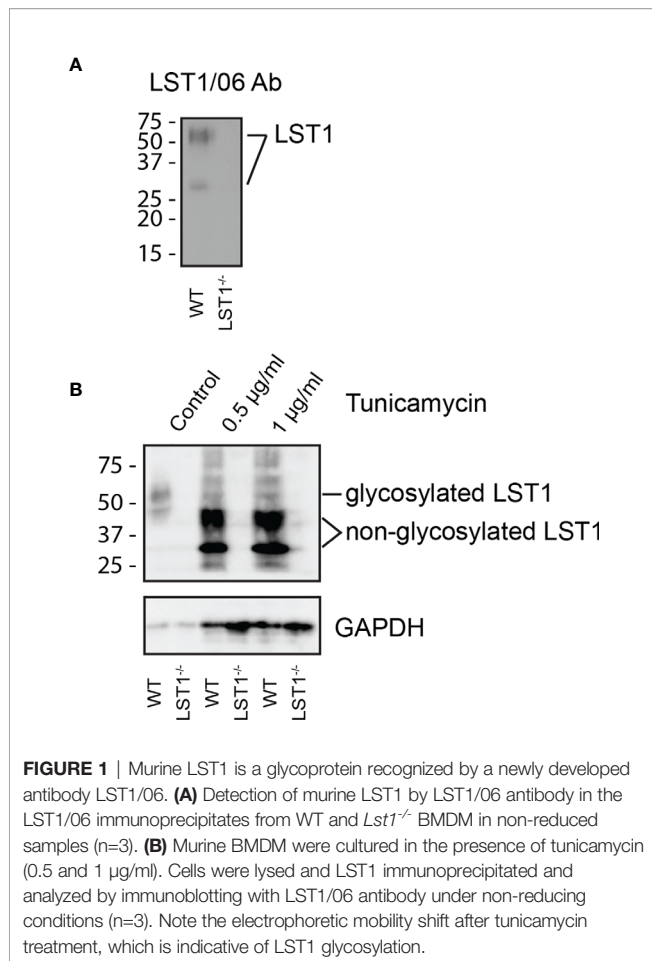 A
LST1/06 Ab
75 -
50 -
37 -
25 -
20 -
15 -
LST1
WT
LST1-/-
B
Control
0.5 µg/ml
1 µg/ml
Tunicamycin
75 -
50 -
37 -
25 -
glycosylated LST1
non-glycosylated LST1
GAPDH
WT
LST1-/-
WT
LST1-/-
WT
LST1-/-
FIGURE 1 | Murine LST1 is a glycoprotein recognized by a newly developed
antibody LST1/06. (A) Detection of murine LST1 by LST1/06 antibody in the
LST1/06 immunoprecipitates from WT and Lst1-/- BMDM in non-reduced
samples (n=3). (B) Murine BMDM were cultured in the presence of tunicamycin
(0.5 and 1 µg/ml). Cells were lysed and LST1 immunoprecipitated and
analyzed by immunoblotting with LST1/06 antibody under non-reducing
conditions (n=3). Note the electrophoretic mobility shift after tunicamycin
treatment, which is indicative of LST1 glycosylation.